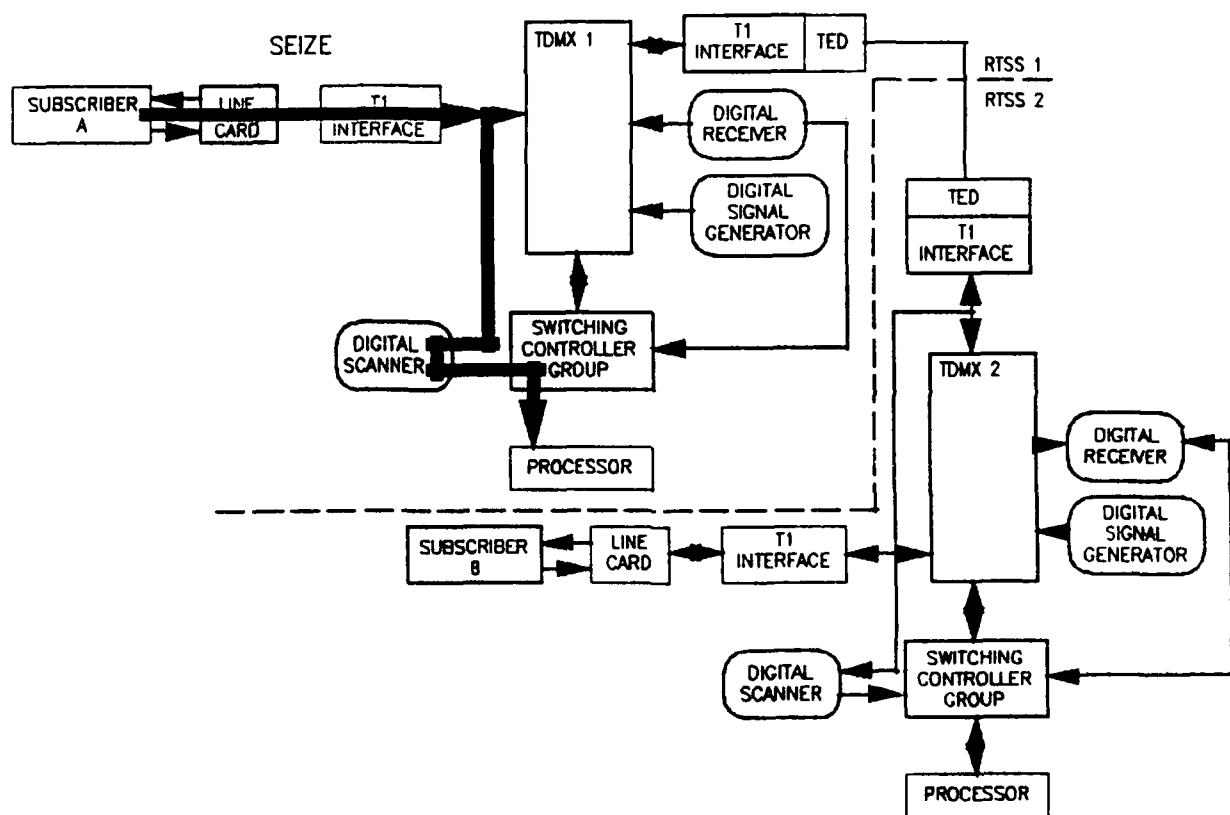 SEIZE
TDMX 1
T1
INTERFACE
TED
RTSS 1
RTSS 2
SUBSCRIBER
A
LINE
CARD
T1
INTERFACE
DIGITAL
RECEIVER
DIGITAL
SIGNAL
GENERATOR
TED
T1
INTERFACE
DIGITAL
SCANNER
SWITCHING
CONTROLLER
GROUP
PROCESSOR
TDMX 2
DIGITAL
RECEIVER
DIGITAL
SIGNAL
GENERATOR
SUBSCRIBER
B
LINE
CARD
T1
INTERFACE
DIGITAL
SCANNER
SWITCHING
CONTROLLER
GROUP
PROCESSOR